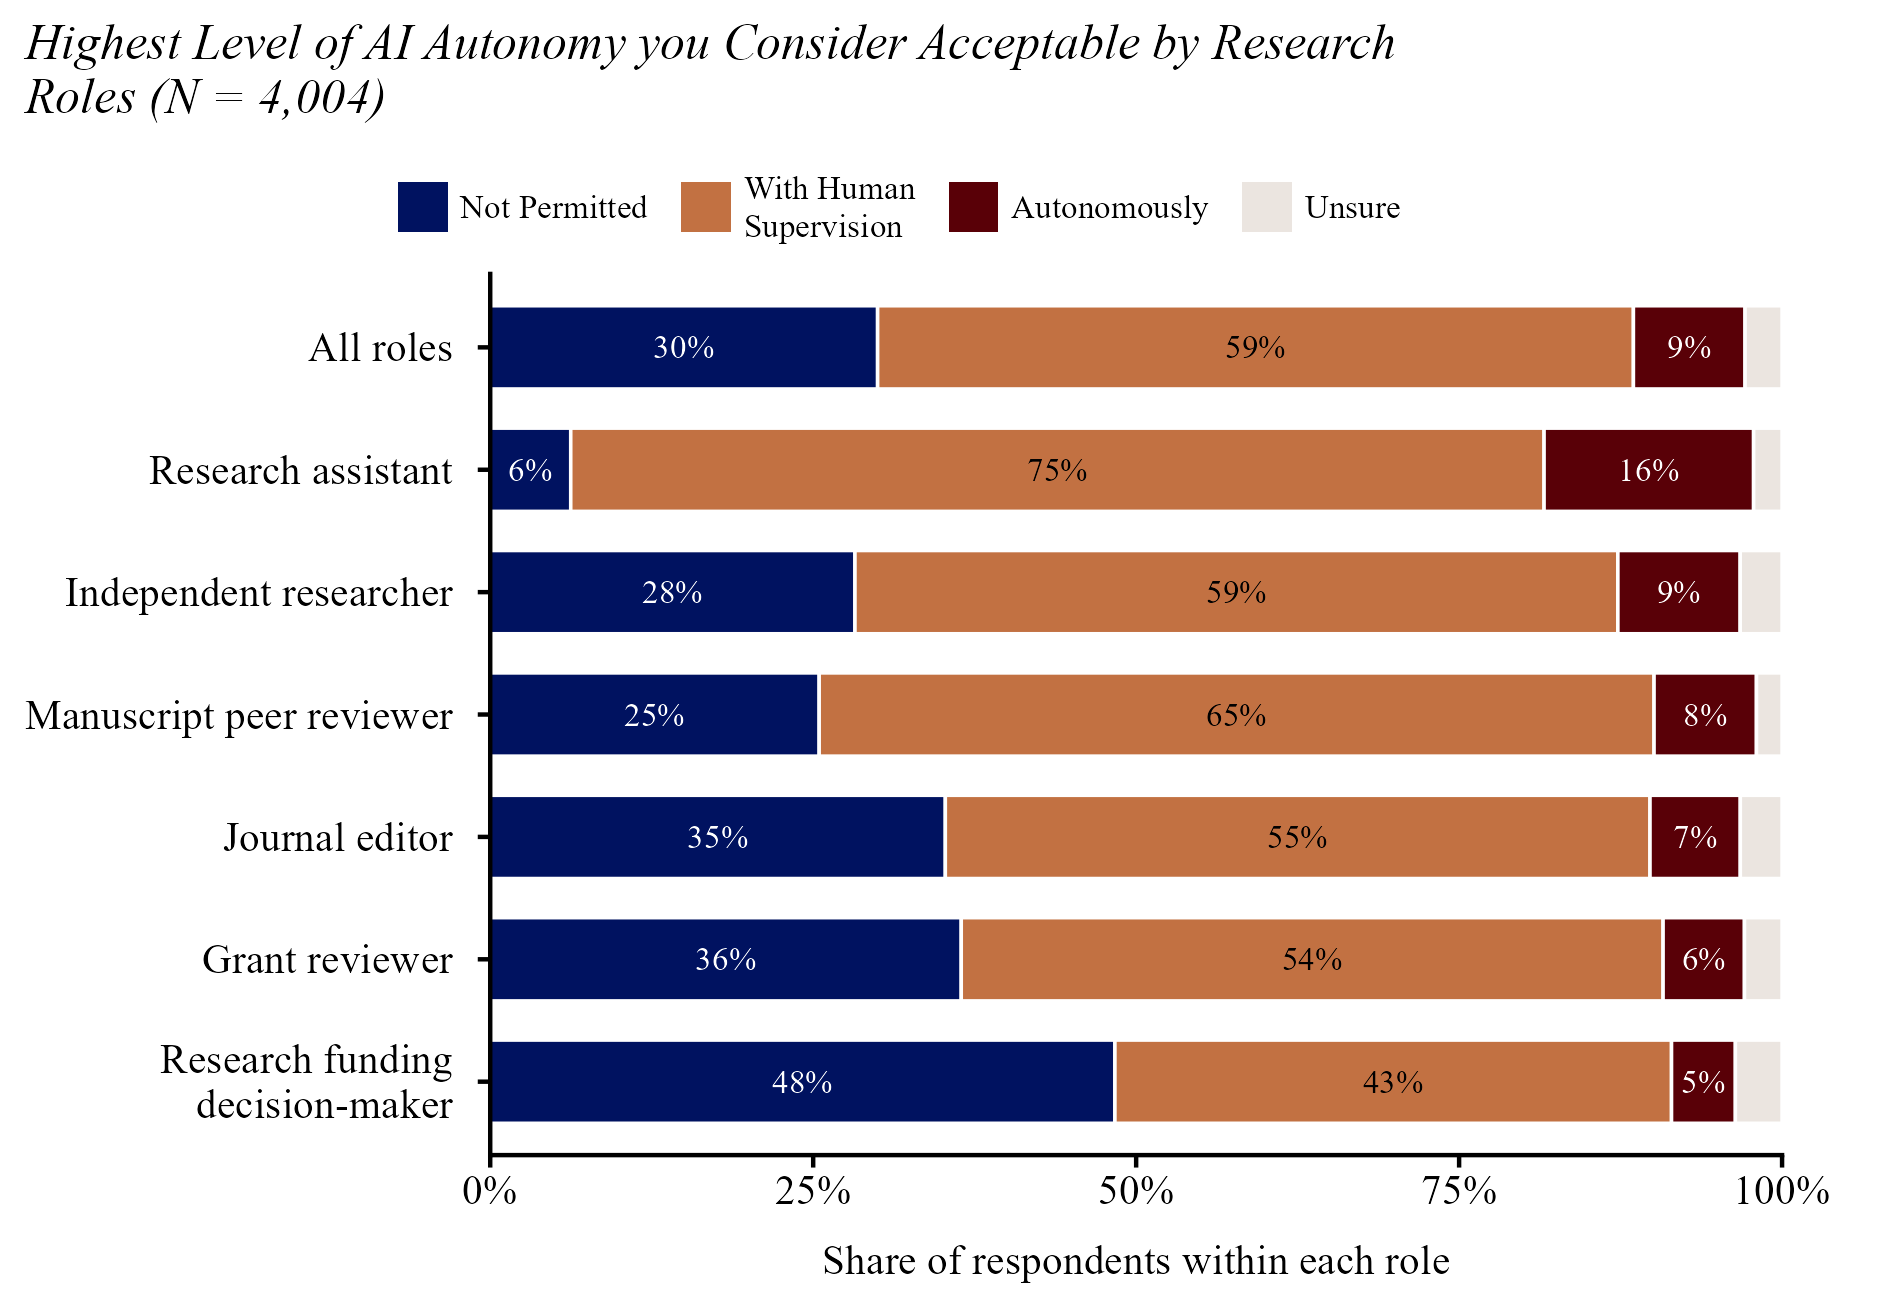 Highest Level of AI Autonomy you Consider Acceptable by Research
Roles (N = 4,004)
Not Permitted
With Human
Supervision
Autonomously
Unsure
All roles
30%
59%
9%
Research assistant
6%
75%
16%
Independent researcher
28%
59%
9%
Manuscript peer reviewer
25%
65%
8%
Journal editor
35%
55%
7%
Grant reviewer
36%
54%
6%
Research funding
decision-maker
48%
43%
5%
0%
25%
50%
75%
100%
Share of respondents within each role